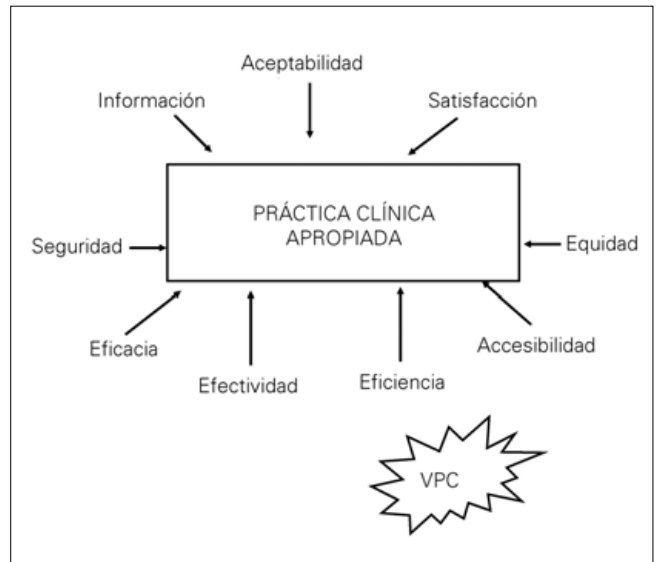 Aceptabilidad
Información
Satisfacción
PRÁCTICA CLÍNICA
APROPIADA
Seguridad
Equidad
Eficacia
Accesibilidad
Efectividad
Eficiencia
VPC